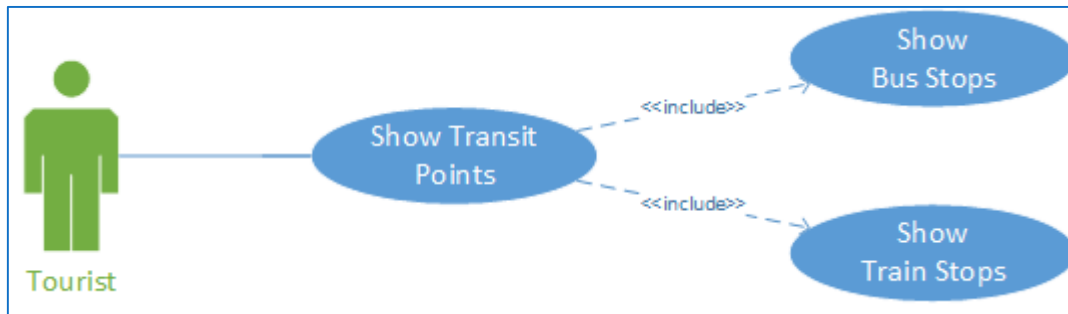 Show
Bus Stops
<<include>>
Show Transit
Points
<<include>>
Show
Train Stops
Tourist